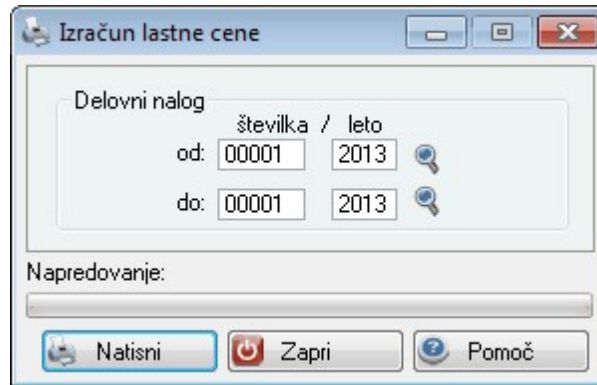 Izračun lastne cene
Delovni nalog
številka / leto
od: 00001 2013
do: 00001 2013
Napredovanje:
Natisni Zapri Pomoč